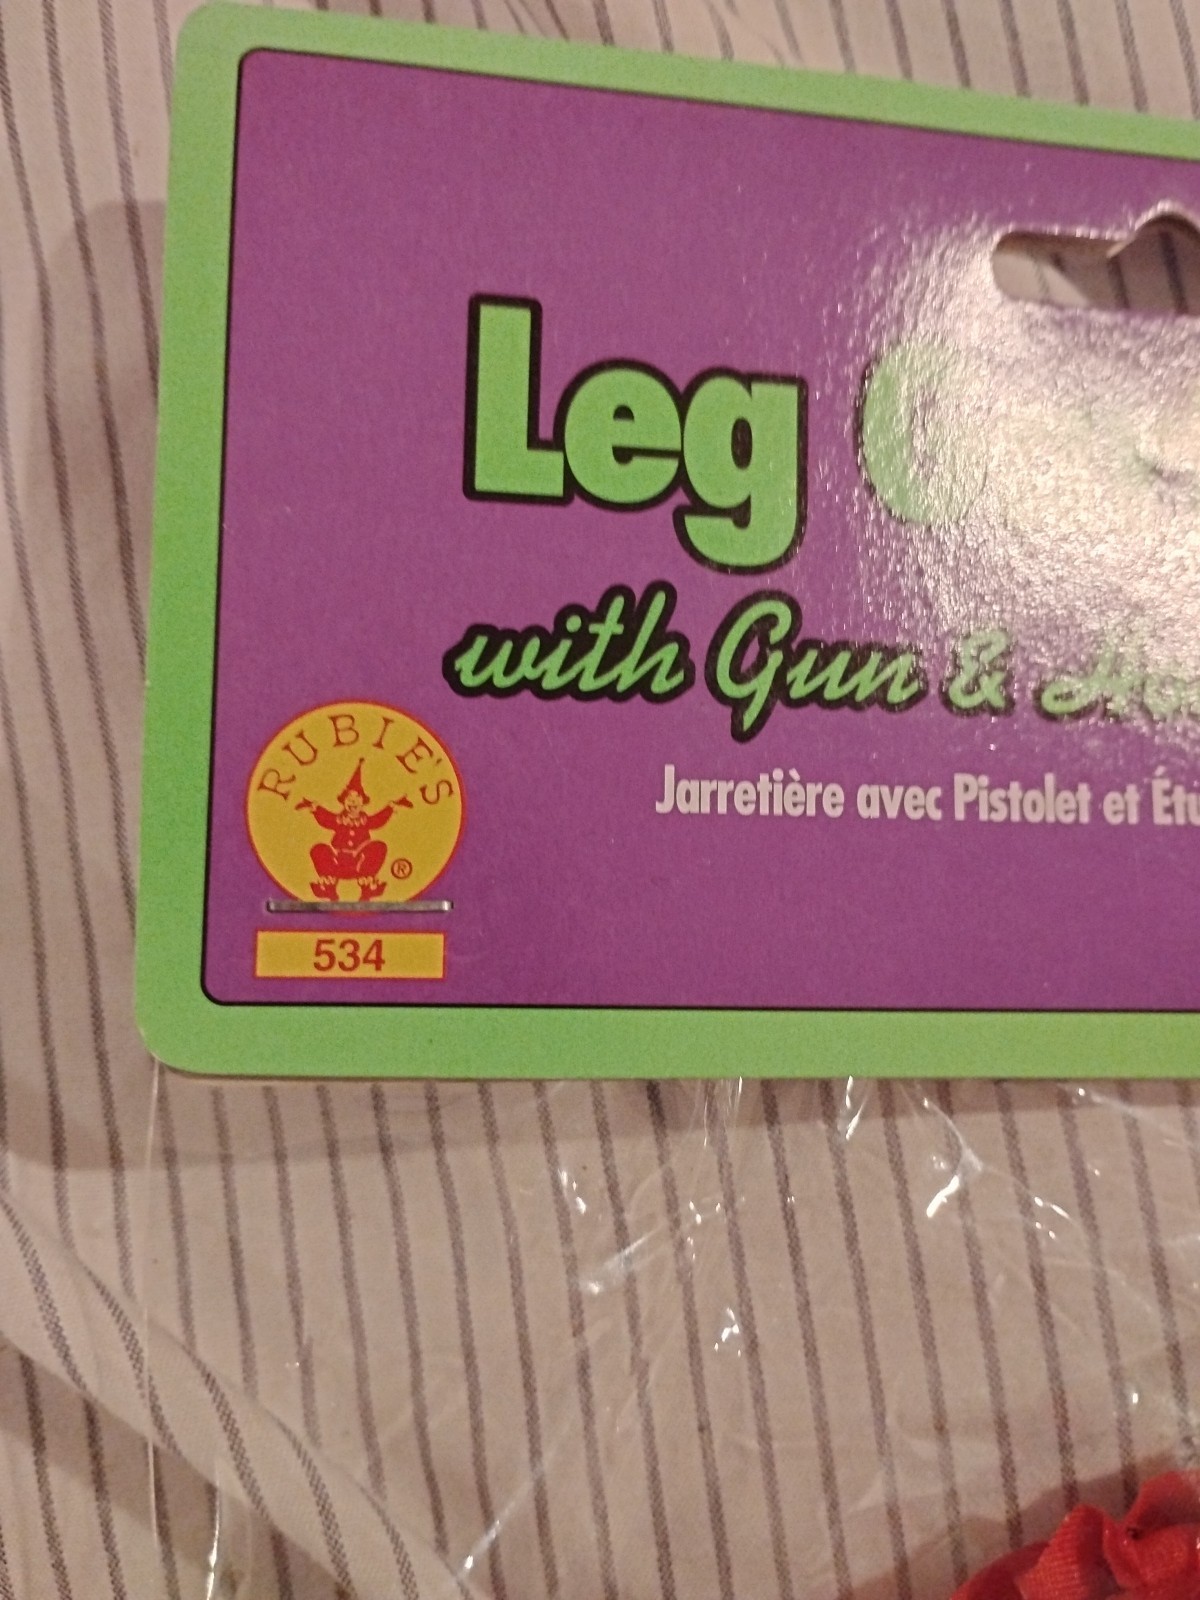 Leg
with Gun &
RUBIE'S
®
Jarretière avec Pistolet et
534